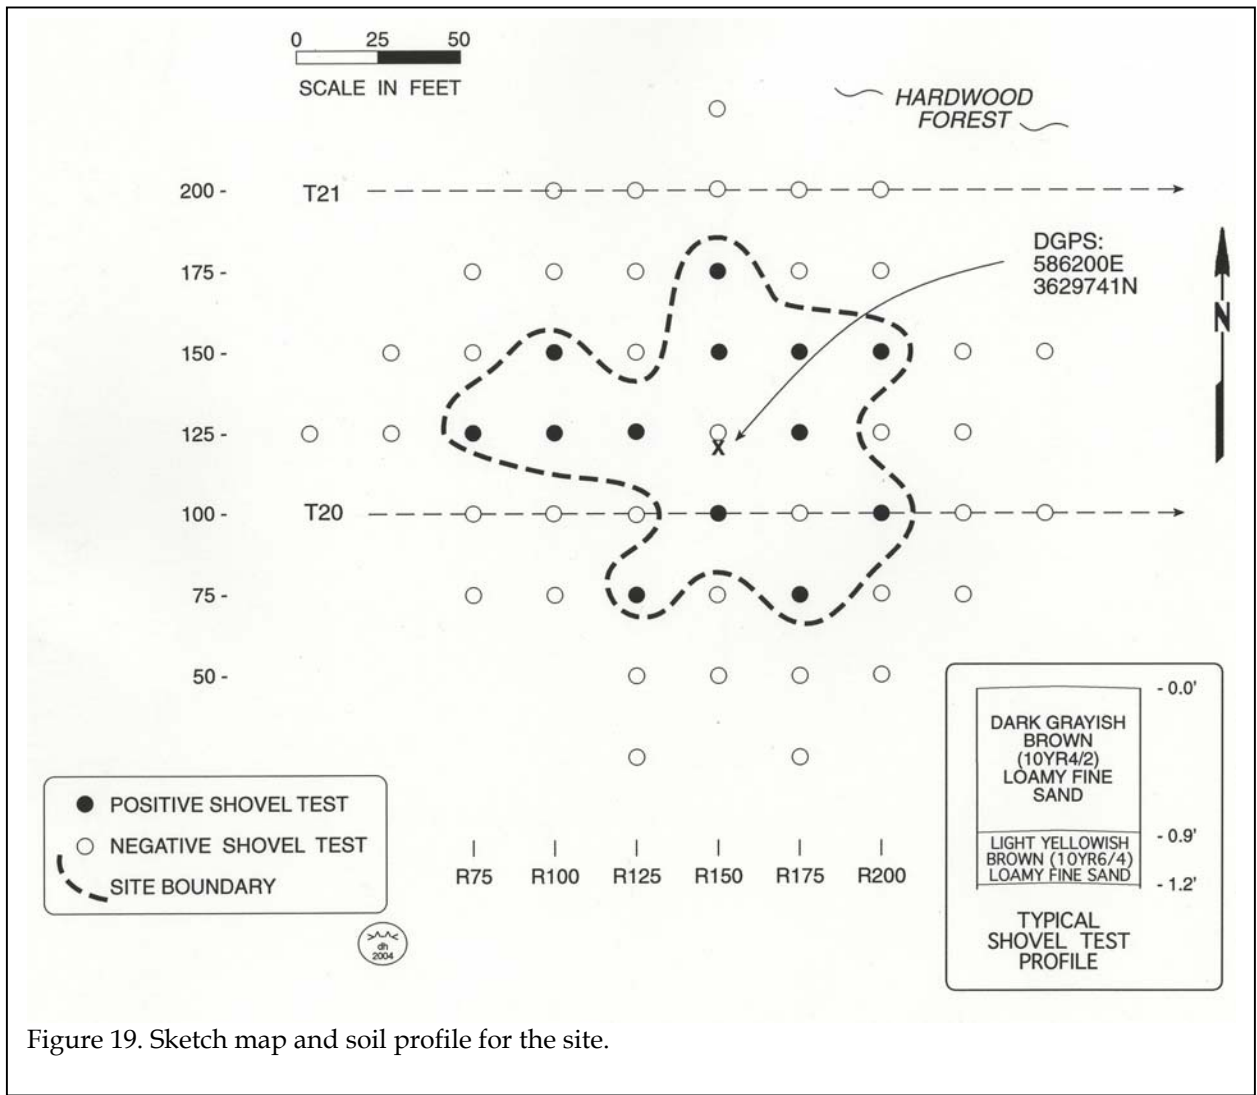 0 25 50
SCALE IN FEET
HARDWOOD
FOREST
200 -
T21
DGPS:
586200E
3629741N
175 -
N
150 -
125 -
X
100 -
T20
75 -
50 -
- 0.0'
DARK GRAYISH
BROWN
(10YR4/2)
LOAMY FINE
SAND
- 0.9'
LIGHT YELLOWISH
BROWN (10YR6/4)
LOAMY FINE SAND
- 1.2'
TYPICAL
SHOVEL TEST
PROFILE
POSITIVE SHOVEL TEST
NEGATIVE SHOVEL TEST
SITE BOUNDARY
R75 R100 R125 R150 R175 R200
dh
2004
Figure 19. Sketch map and soil profile for the site.